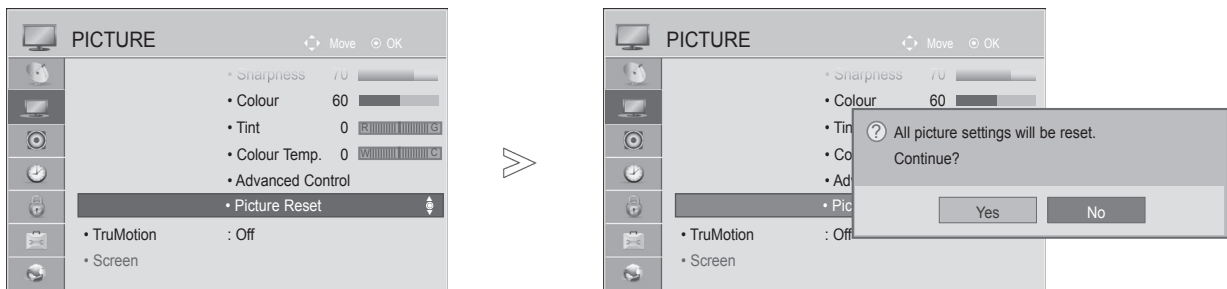 PICTURE Move OK
• Sharpness 70
• Colour 60
• Tint 0 R G
• Colour Temp. 0 W C
• Advanced Control
• Picture Reset
• TruMotion : Off
• Screen
PICTURE Move OK
• Sharpness 70
• Colour 60
• Tin
• Co
• Ad
• Pic
• TruMotion : Off
• Screen
? All picture settings will be reset.
Continue?
Yes No